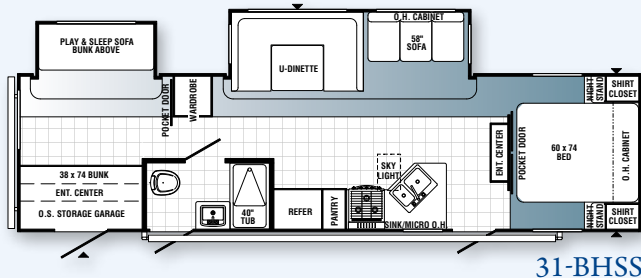 PLAY & SLEEP SOFA
BUNK ABOVE
U-DINETTE
O.H. CABINET
58"
SOFA
POCKET DOOR
WARDROBE
NIGHT
STAND
SHIRT
CLOSET
38 x 74 BUNK
ENT. CENTER
O.S. STORAGE GARAGE
40"
TUB
REFER
PANTRY
SKY
LIGHT
SINK/MICRO O.H.
ENT. CENTER
POCKET DOOR
60 x 74
BED
O.H. CABINET
NIGHT
STAND
SHIRT
CLOSET
31-BHSS